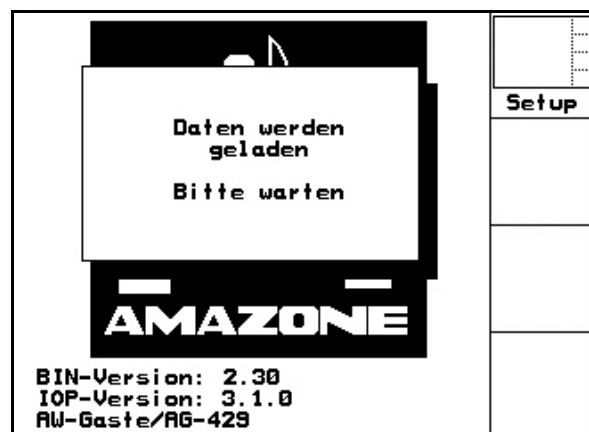 Setup
Daten werden
geladen
Bitte warten
AMAZONE
BIN-Version: 2.30
IOP-Version: 3.1.0
AW-Gaste/AG-429